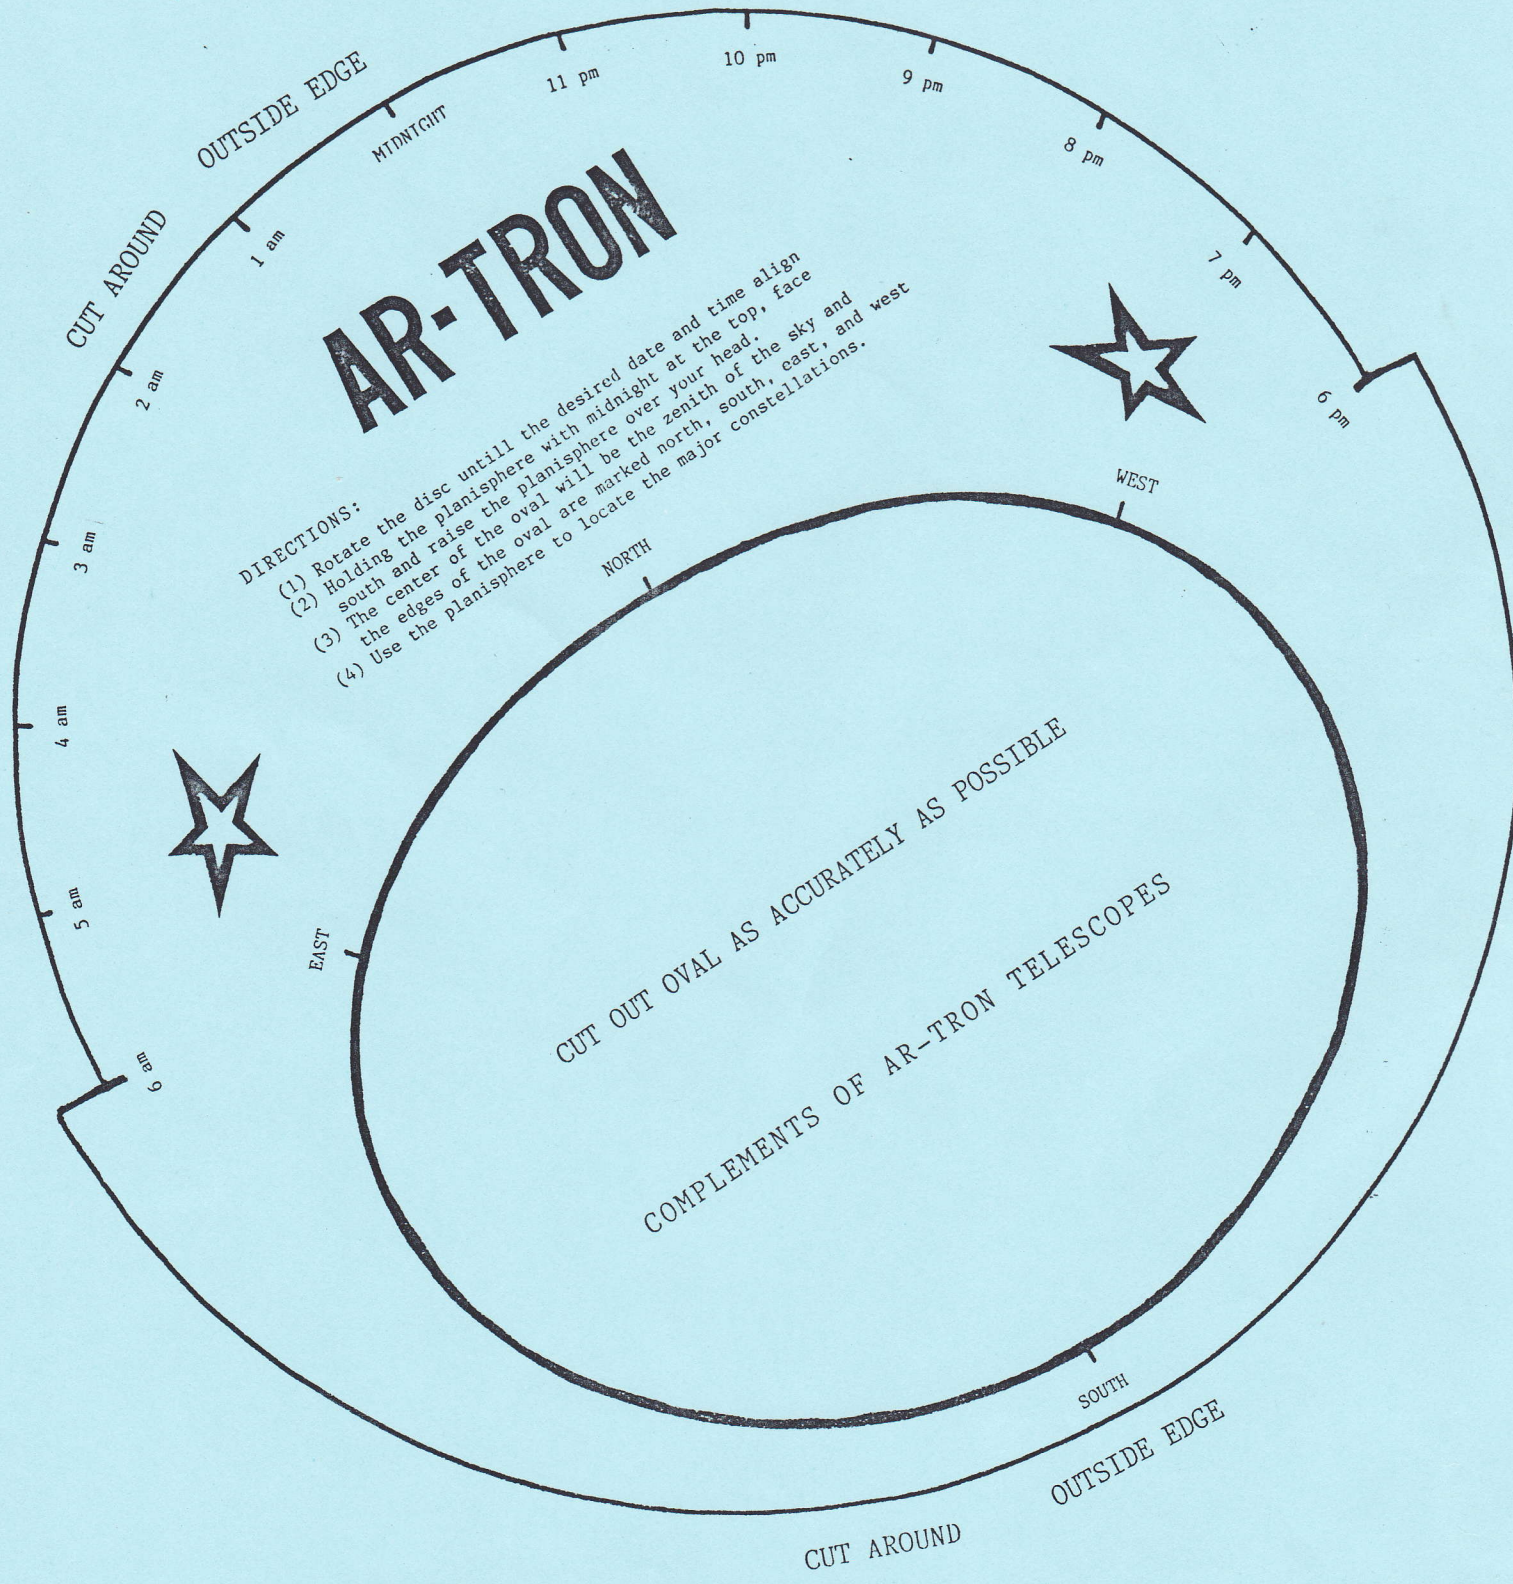 CUT AROUND OUTSIDE EDGE
6 pm
7 pm
8 pm
9 pm
10 pm
11 pm
MIDNIGHT
1 am
2 am
3 am
4 am
5 am
6 am
AR-TRON
DIRECTIONS:
(1) Rotate the disc untill the desired date and time align
(2) Holding the planisphere with midnight at the top, face
south and raise the planisphere over your head.
(3) The center of the oval will be the zenith of the sky and
the edges of the oval are marked north, south, east, and west
(4) Use the planisphere to locate the major constellations.
NORTH
WEST
EAST
SOUTH
CUT OUT OVAL AS ACCURATELY AS POSSIBLE
COMPLEMENTS OF AR-TRON TELESCOPES
CUT AROUND OUTSIDE EDGE